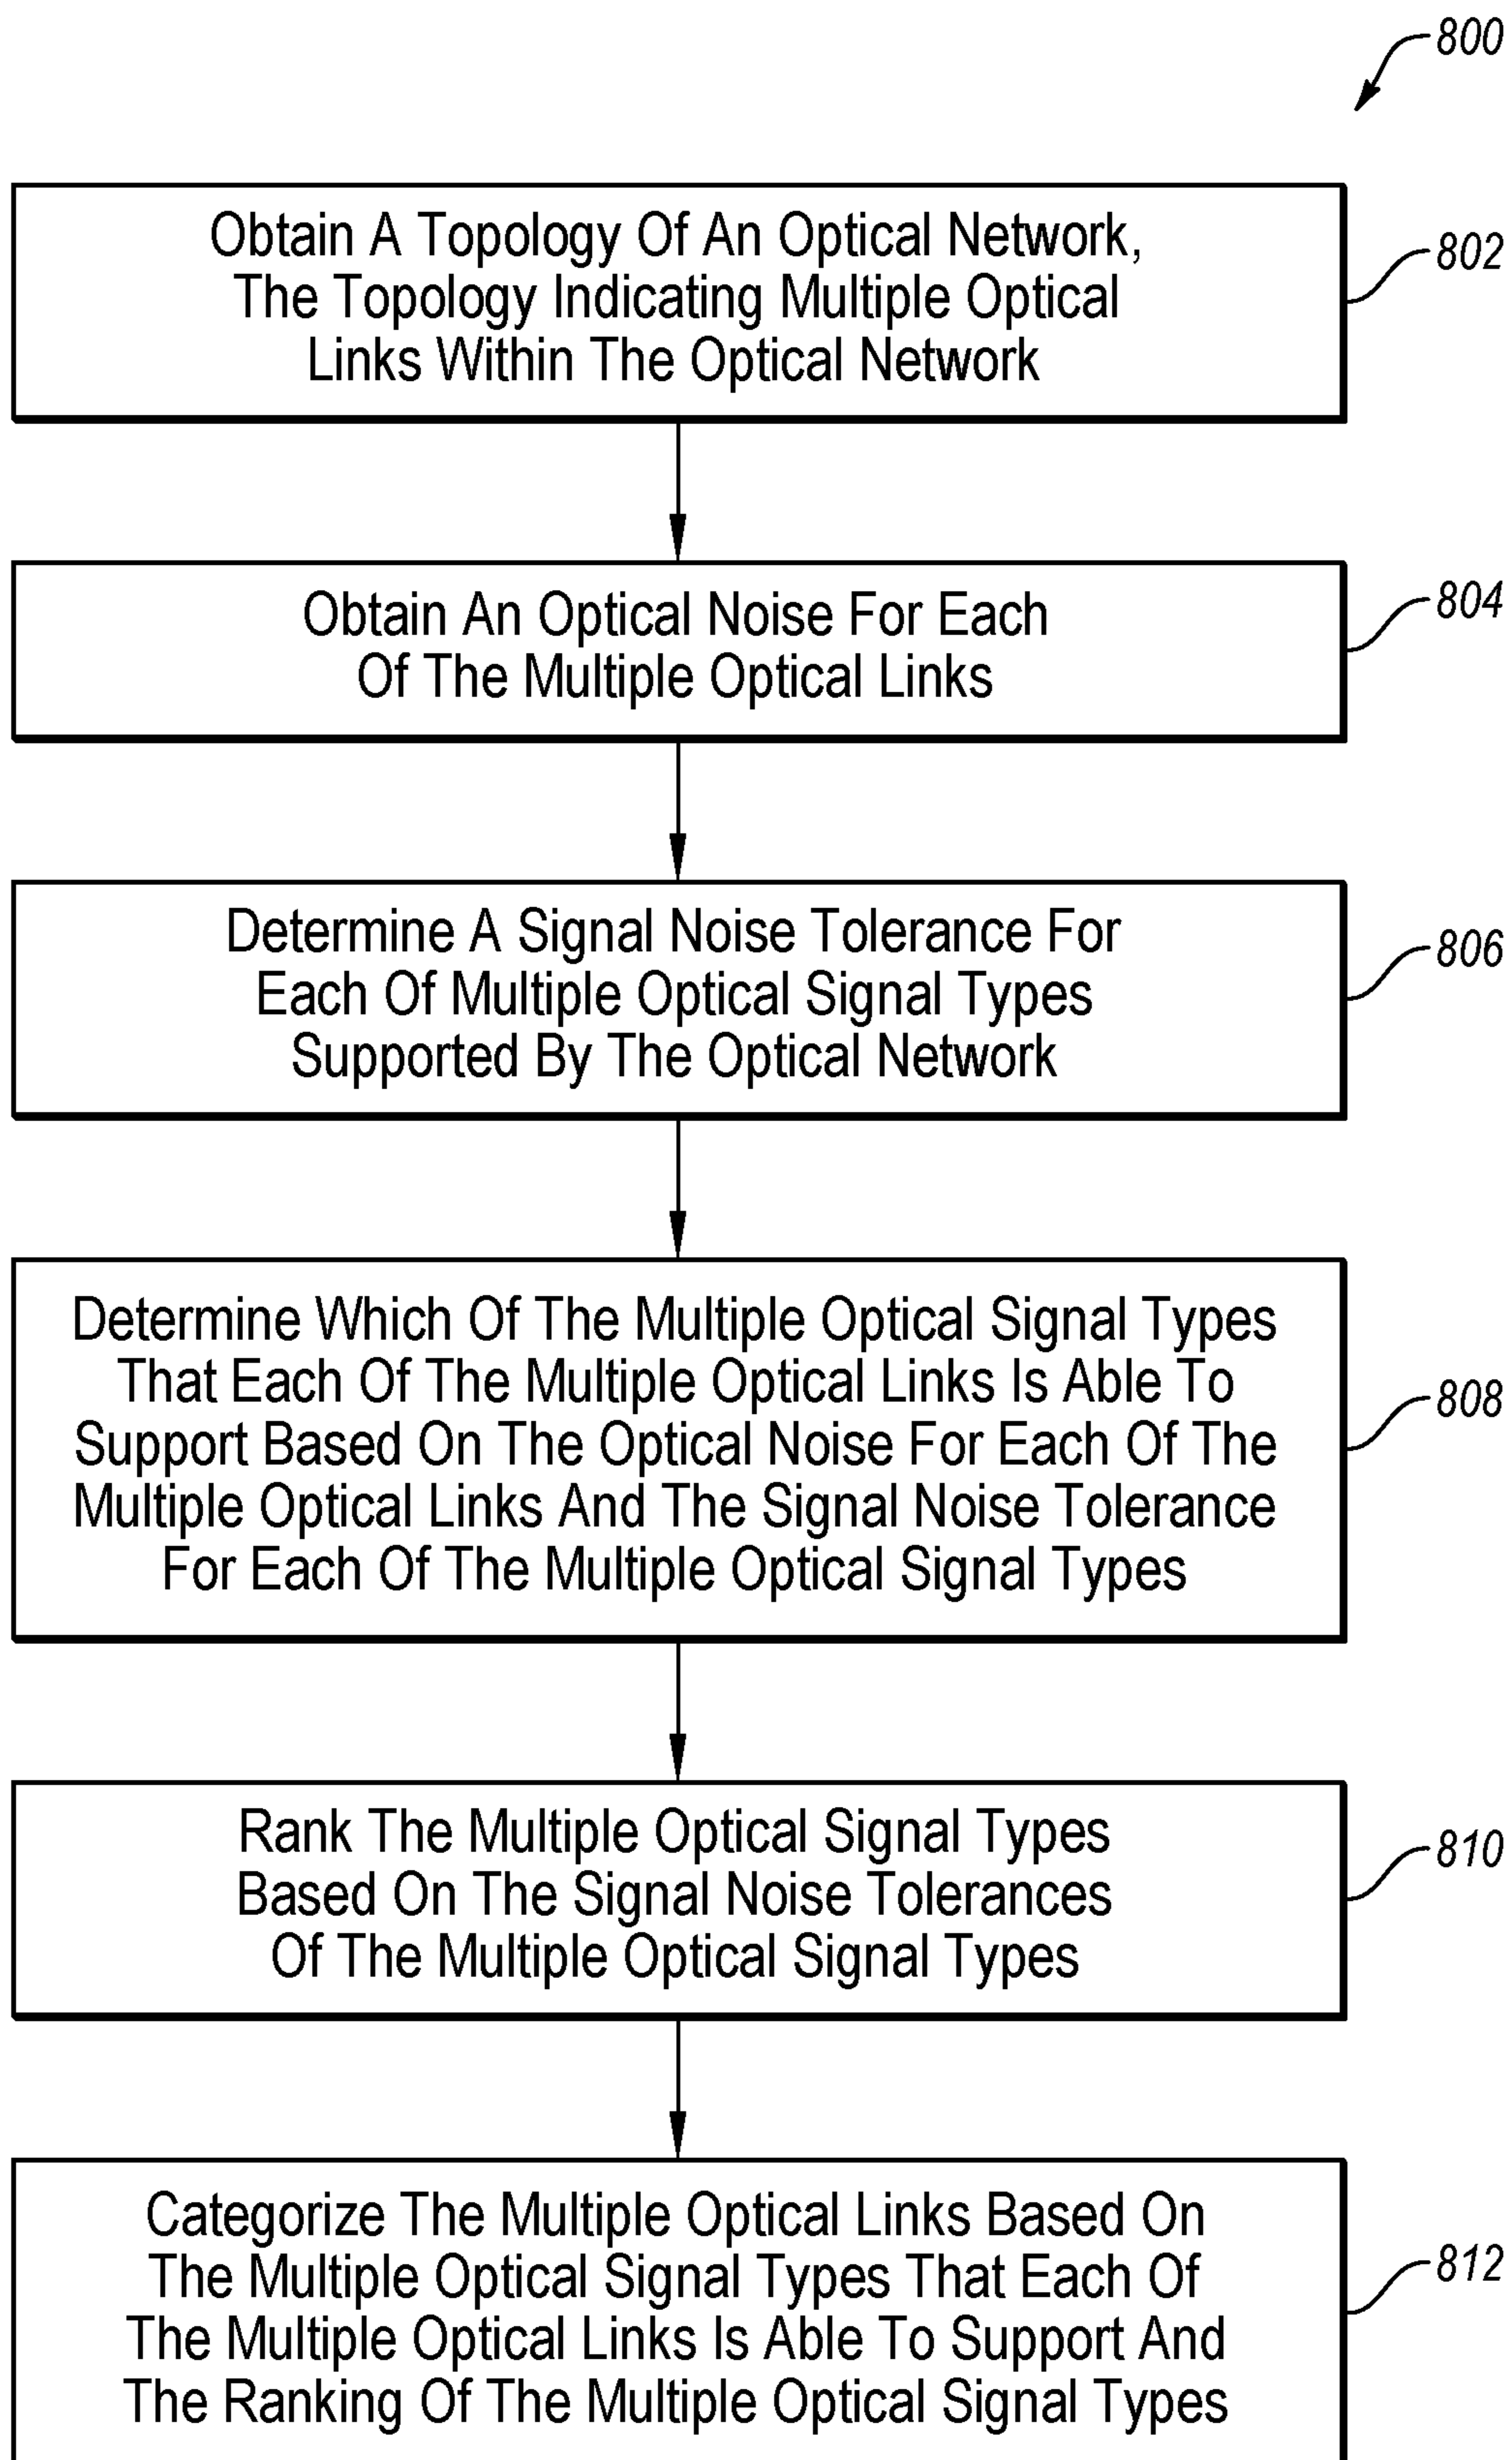 800
Obtain A Topology Of An Optical Network,
The Topology Indicating Multiple Optical
Links Within The Optical Network
802
Obtain An Optical Noise For Each
Of The Multiple Optical Links
804
Determine A Signal Noise Tolerance For
Each Of Multiple Optical Signal Types
Supported By The Optical Network
806
Determine Which Of The Multiple Optical Signal Types
That Each Of The Multiple Optical Links Is Able To
Support Based On The Optical Noise For Each Of The
Multiple Optical Links And The Signal Noise Tolerance
For Each Of The Multiple Optical Signal Types
808
Rank The Multiple Optical Signal Types
Based On The Signal Noise Tolerances
Of The Multiple Optical Signal Types
810
Categorize The Multiple Optical Links Based On
The Multiple Optical Signal Types That Each Of
The Multiple Optical Links Is Able To Support And
The Ranking Of The Multiple Optical Signal Types
812